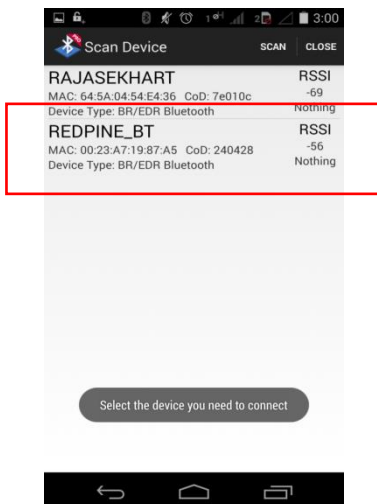 3:00
Scan Device SCAN CLOSE
RAJASEKHART RSSI
MAC: 64:5A:04:54:E4:36 CoD: 7e010c -69
Device Type: BR/EDR Bluetooth Nothing
REDPINE_BT RSSI
MAC: 00:23:A7:19:87:A5 CoD: 240428 -56
Device Type: BR/EDR Bluetooth Nothing
Select the device you need to connect